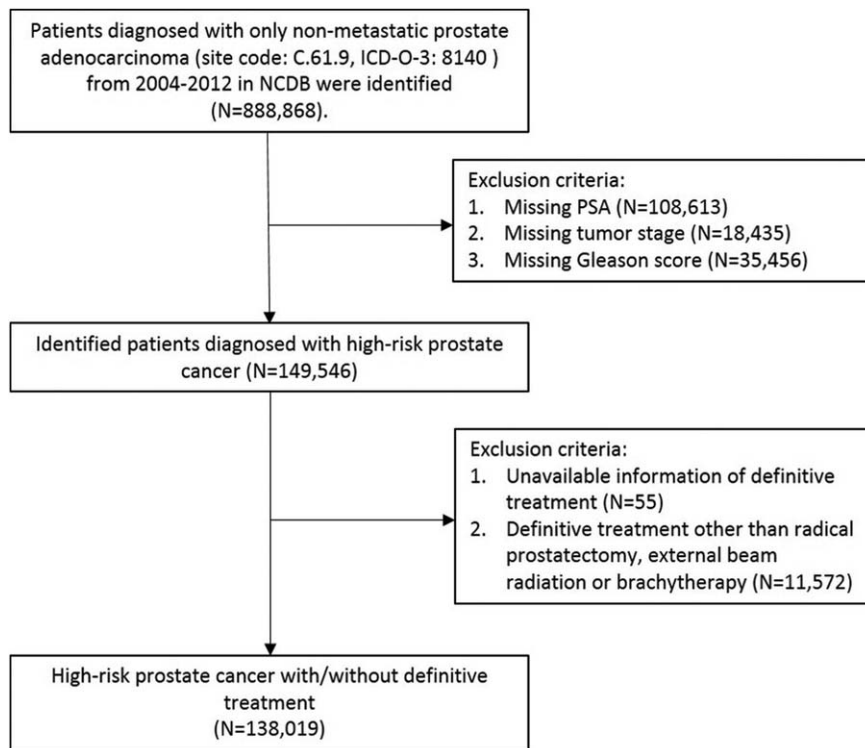 Patients diagnosed with only non-metastatic prostate
adenocarcinoma (site code: C.61.9, ICD-O-3: 8140 )
from 2004-2012 in NCDB were identified
(N=888,868).
Exclusion criteria:
1. Missing PSA (N=108,613)
2. Missing tumor stage (N=18,435)
3. Missing Gleason score (N=35,456)
Identified patients diagnosed with high-risk prostate
cancer (N=149,546)
Exclusion criteria:
1. Unavailable information of definitive
treatment (N=55)
2. Definitive treatment other than radical
prostatectomy, external beam
radiation or brachytherapy (N=11,572)
High-risk prostate cancer with/without definitive
treatment
(N=138,019)